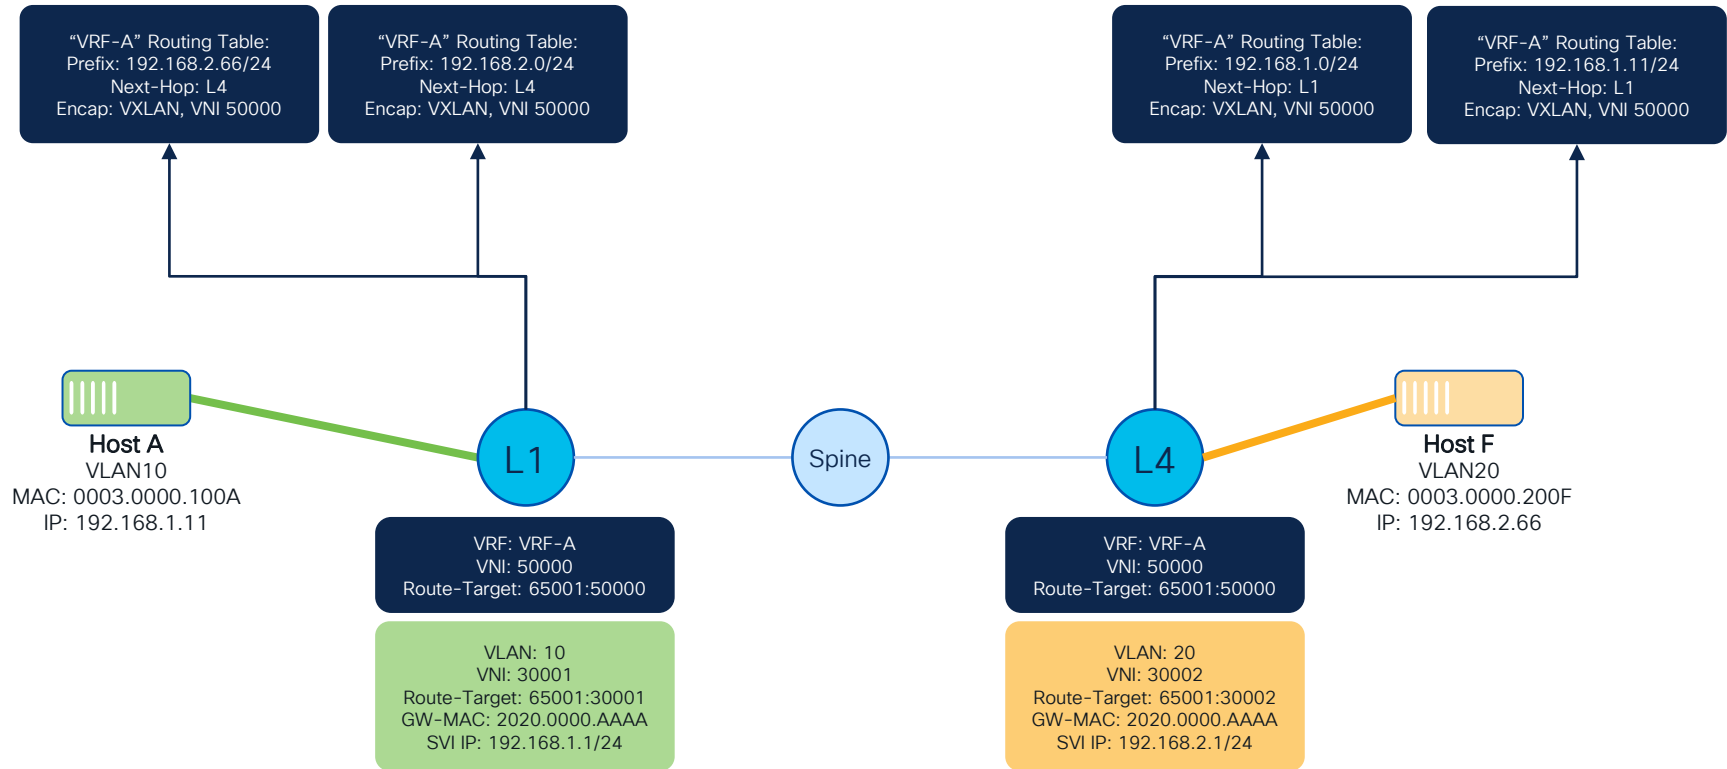 “VRF-A” Routing Table:
Prefix: 192.168.2.66/24
Next-Hop: L4
Encap: VXLAN, VNI 50000
“VRF-A” Routing Table:
Prefix: 192.168.2.0/24
Next-Hop: L4
Encap: VXLAN, VNI 50000
“VRF-A” Routing Table:
Prefix: 192.168.1.0/24
Next-Hop: L1
Encap: VXLAN, VNI 50000
“VRF-A” Routing Table:
Prefix: 192.168.1.11/24
Next-Hop: L1
Encap: VXLAN, VNI 50000
Host A
VLAN10
MAC: 0003.0000.100A
IP: 192.168.1.11
L1
Spine
L4
Host F
VLAN20
MAC: 0003.0000.200F
IP: 192.168.2.66
VRF: VRF-A
VNI: 50000
Route-Target: 65001:50000
VLAN: 10
VNI: 30001
Route-Target: 65001:30001
GW-MAC: 2020.0000.AAAA
SVI IP: 192.168.1.1/24
VRF: VRF-A
VNI: 50000
Route-Target: 65001:50000
VLAN: 20
VNI: 30002
Route-Target: 65001:30002
GW-MAC: 2020.0000.AAAA
SVI IP: 192.168.2.1/24